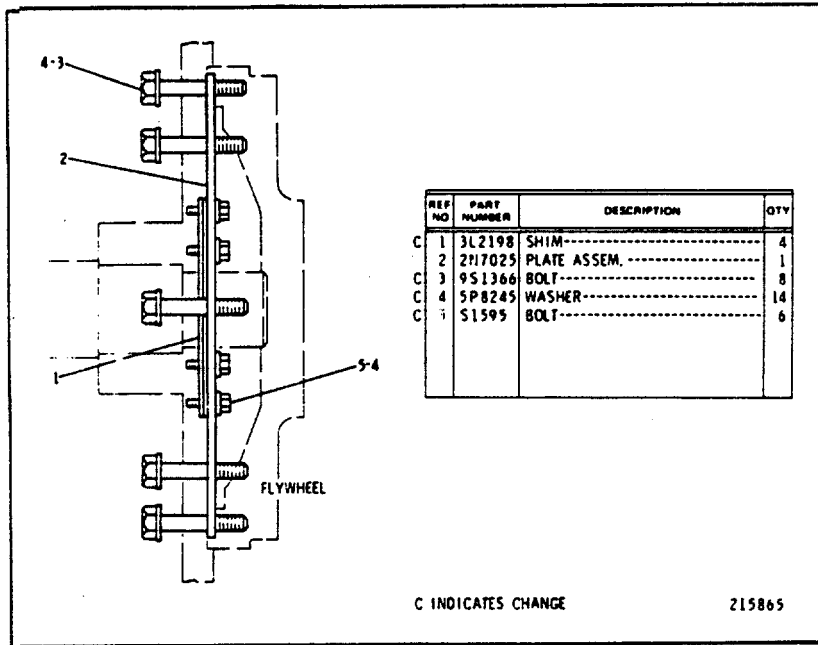 4-3
2
1
5-4
FLYWHEEL
REF NO PART NUMBER DESCRIPTION QTY
C 1 3L2198 SHIM 4
2 2N7025 PLATE ASSEM. 1
C 3 9S1366 BOLT 8
C 4 5P8245 WASHER 14
C S1595 BOLT 6
C INDICATES CHANGE 215865